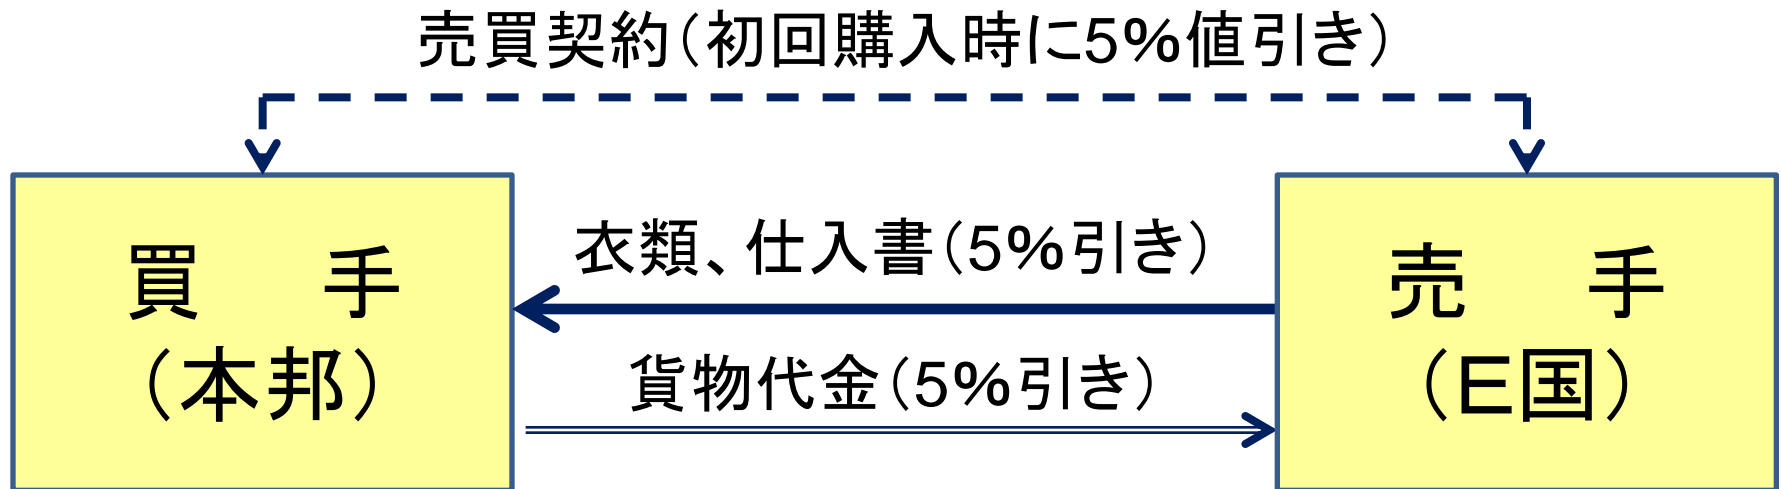 売買契約(初回購入時に5%値引き)
衣類、仕入書(5%引き)
買　手
(本邦)
売　手
(E国)
貨物代金(5%引き)